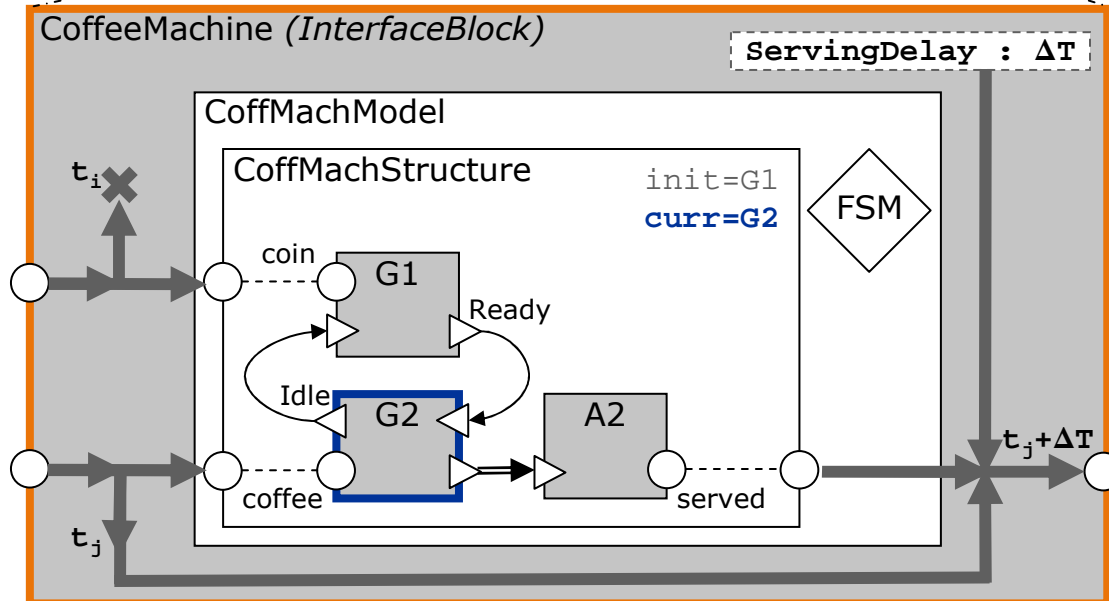 CoffeeMachine (InterfaceBlock)
ServingDelay : ΔT
CoffMachModel
CoffMachStructure
init=G1
curr=G2
FSM
tᵢ
coin
G1
Ready
Idle
G2
A2
coffee
served
tⱼ
tⱼ+ΔT